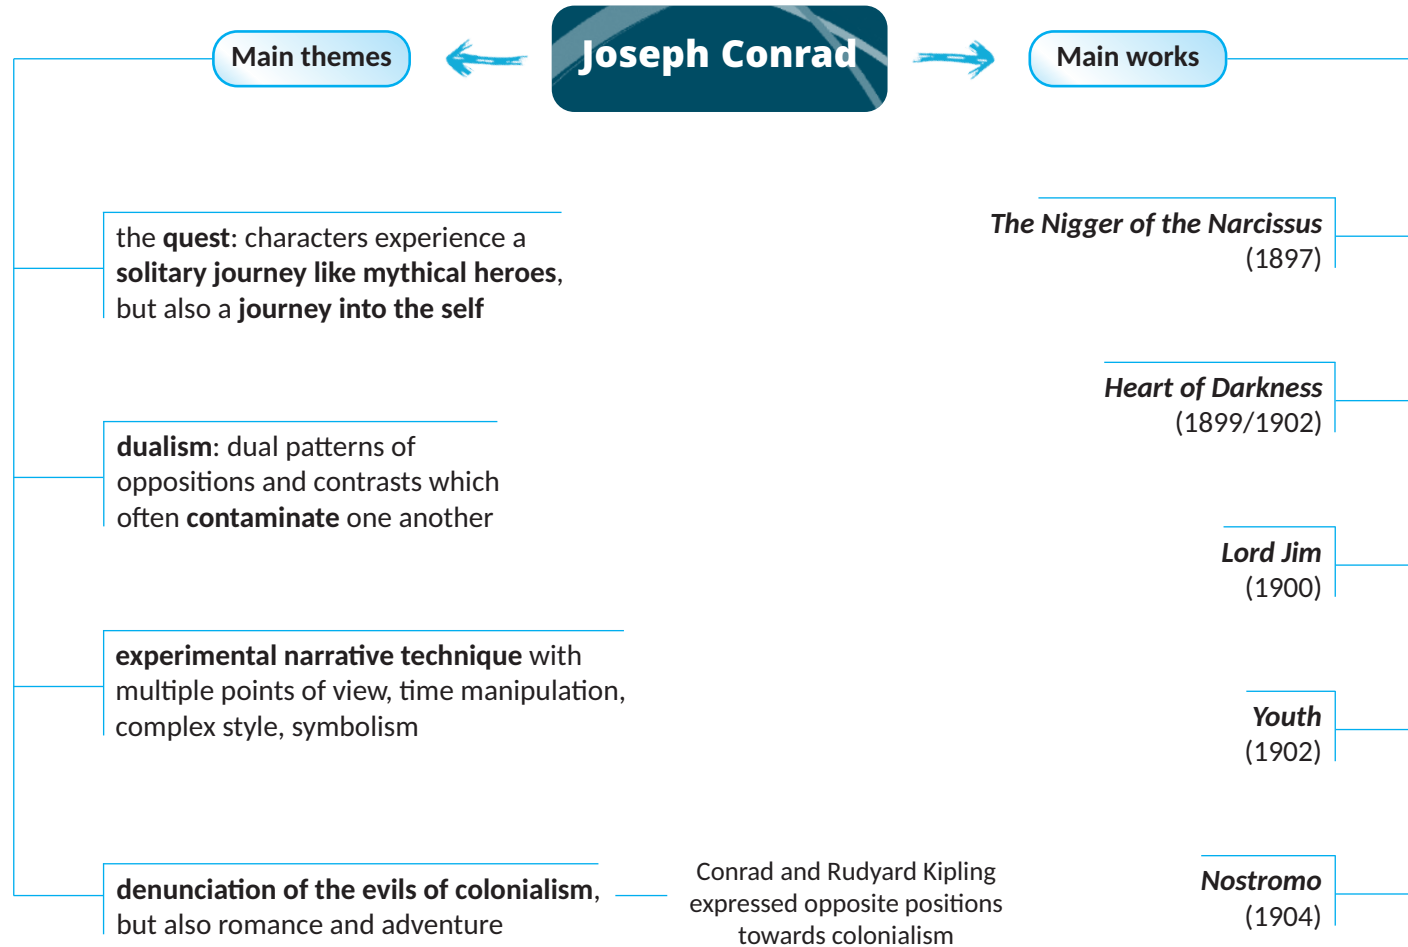 Joseph Conrad
Main themes
the quest: characters experience a
solitary journey like mythical heroes,
but also a journey into the self
dualism: dual patterns of
oppositions and contrasts which
often contaminate one another
experimental narrative technique with
multiple points of view, time manipulation,
complex style, symbolism
denunciation of the evils of colonialism,
but also romance and adventure
Conrad and Rudyard Kipling
expressed opposite positions
towards colonialism
Main works
The Nigger of the Narcissus
(1897)
Heart of Darkness
(1899/1902)
Lord Jim
(1900)
Youth
(1902)
Nostromo
(1904)